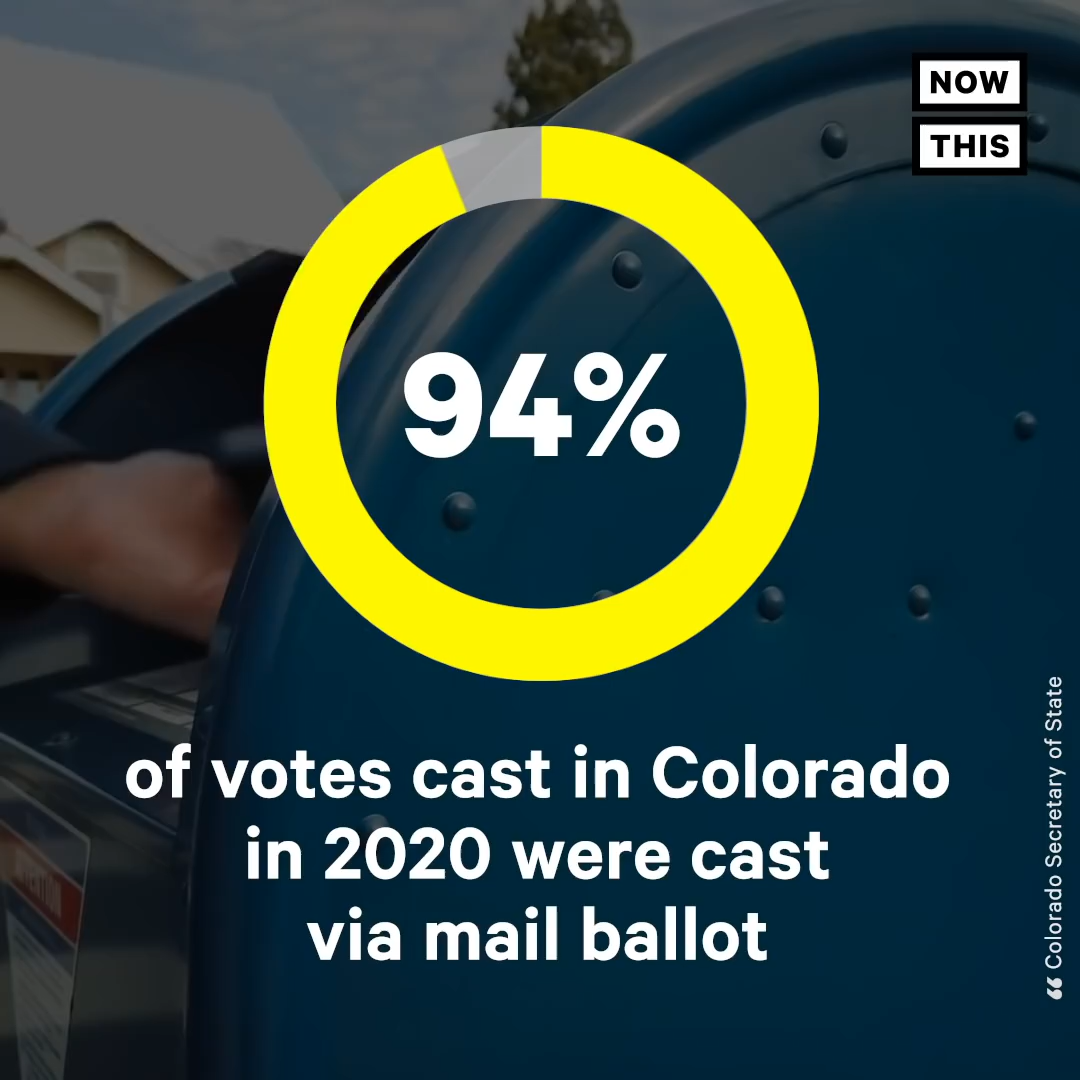 NOW
THIS
94%
of votes cast in Colorado
in 2020 were cast
via mail ballot
❝ Colorado Secretary of State